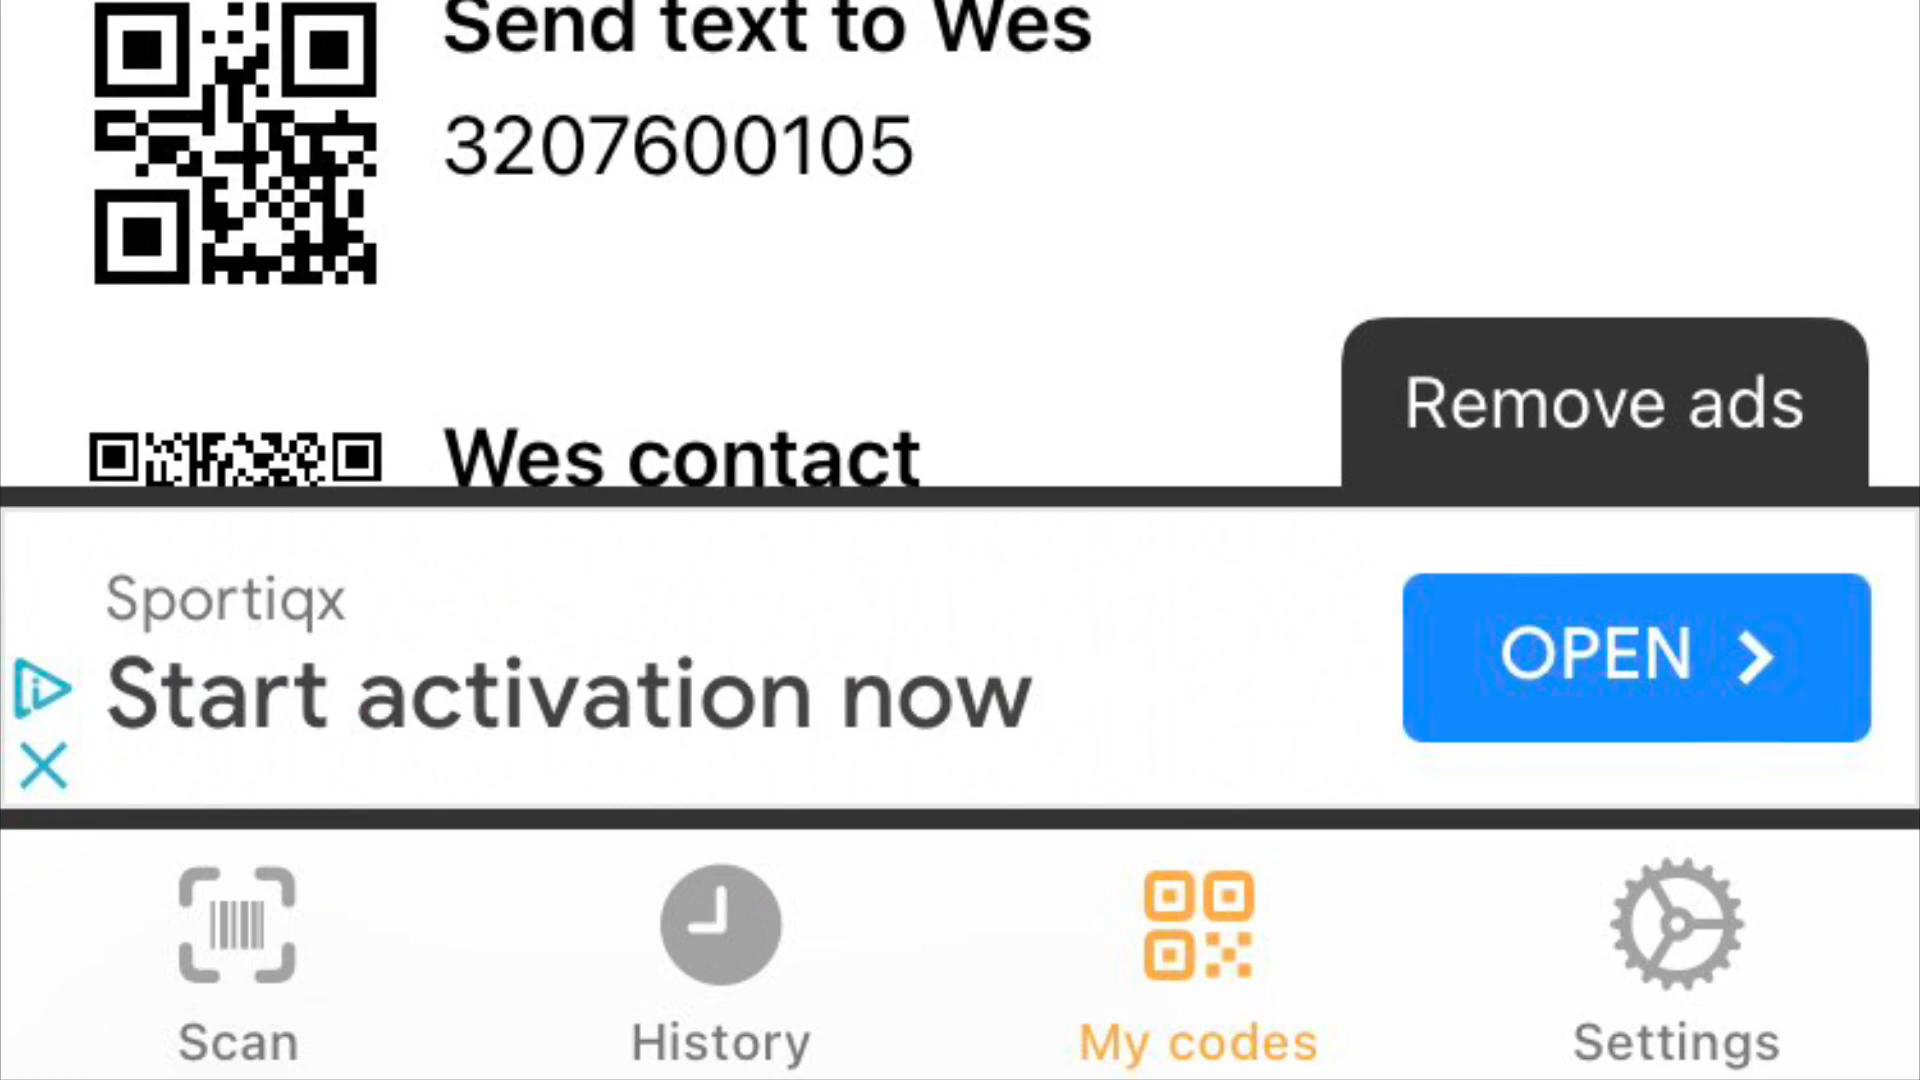 Send text to Wes
3207600105
Remove ads
Wes contact
Sportiqx
Start activation now
OPEN
Scan
History
My codes
Settings